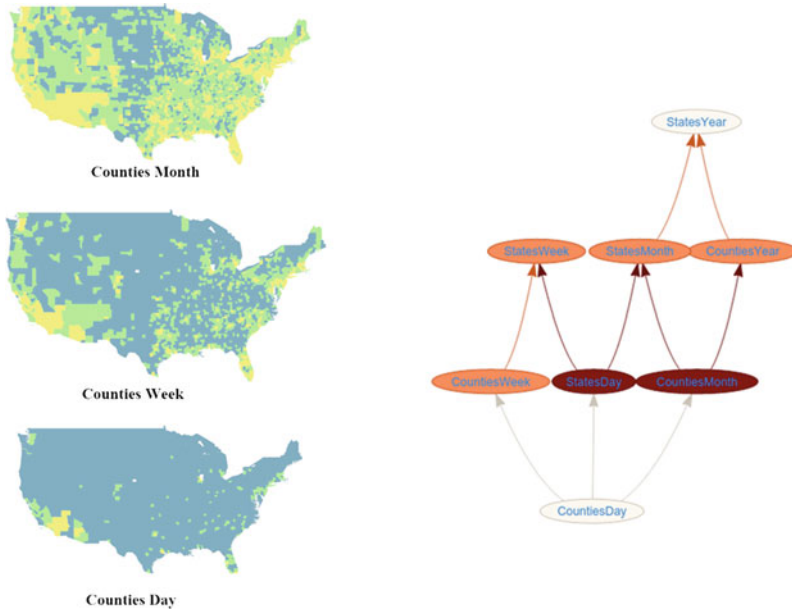 Counties Month
Counties Week
Counties Day
StatesYear
StatesWeek
StatesMonth
CountiesYear
CountiesWeek
StatesDay
CountiesMonth
CountiesDay